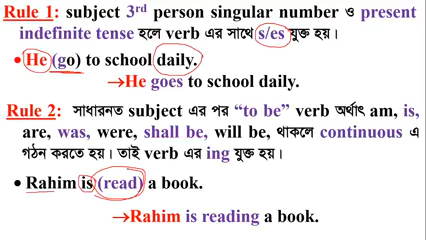 Rule 1: subject 3rd person singular number ও present
indefinite tense হলে verb এর সাথে s/es যুক্ত হয়।
• He (go) to school daily.
→He goes to school daily.
Rule 2: সাধারনত subject এর পর “to be” verb অর্থাৎ am, is,
are, was, were, shall be, will be, থাকলে continuous এ
গঠন করতে হয়। তাই verb এর ing যুক্ত হয়।
• Rahim is (read) a book.
→Rahim is reading a book.